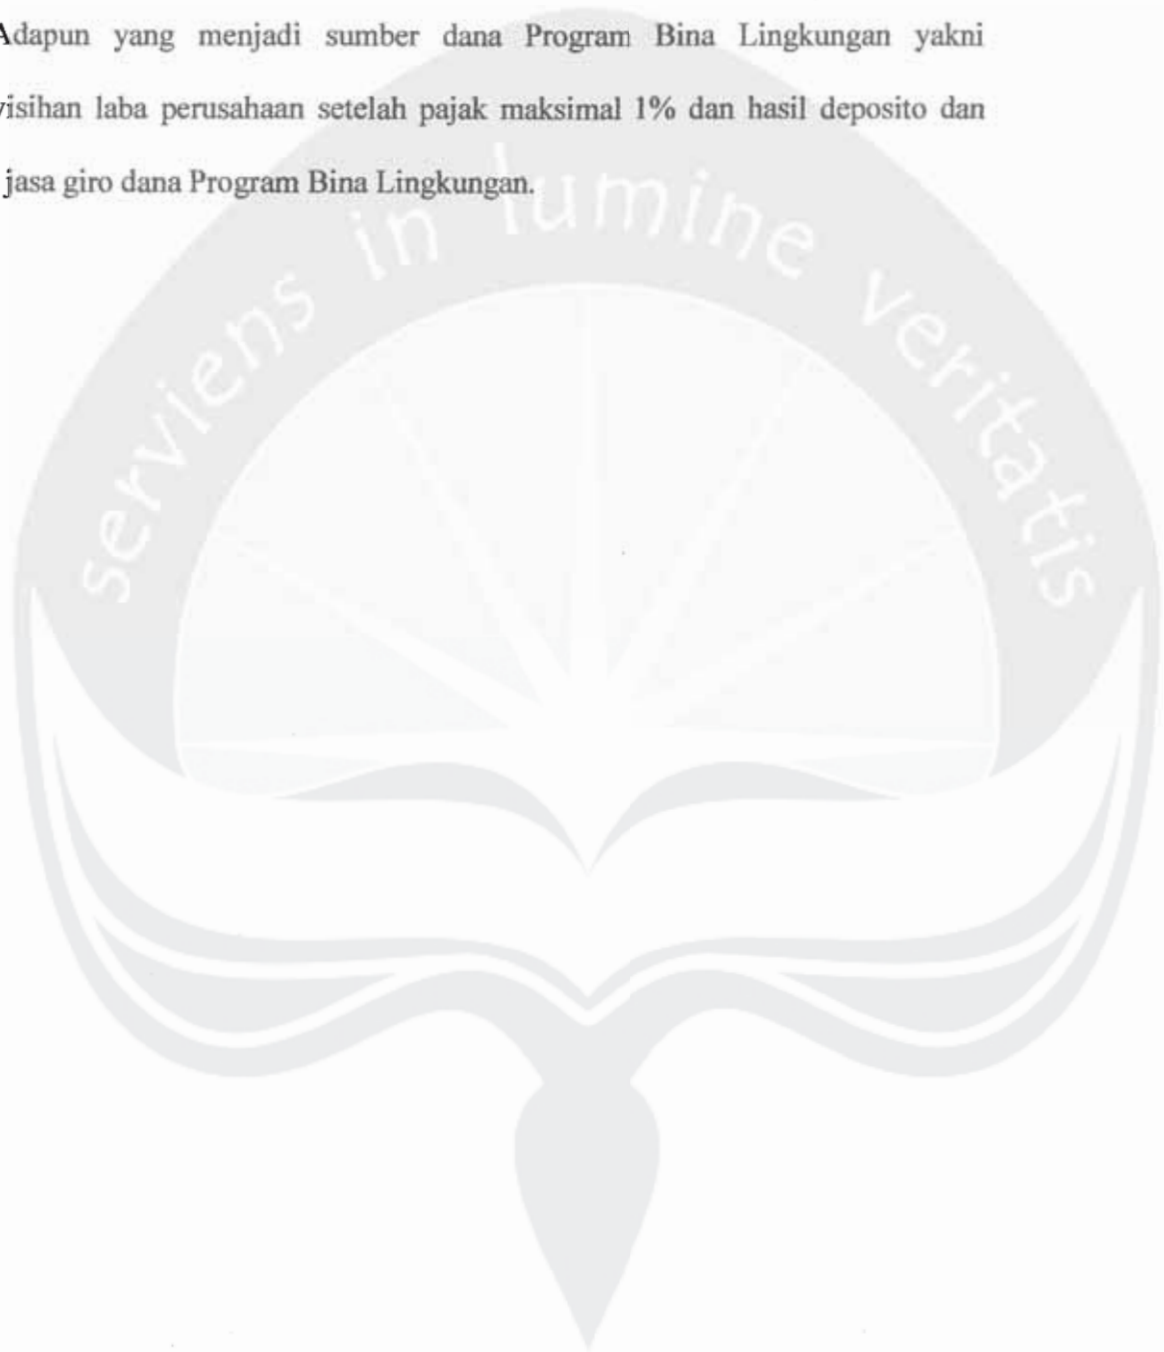 Adapun yang menjadi sumber dana Program Bina Lingkungan yakni
visihan laba perusahaan setelah pajak maksimal 1% dan hasil deposito dan
jasa giro dana Program Bina Lingkungan.
serviens in lumine veritatis